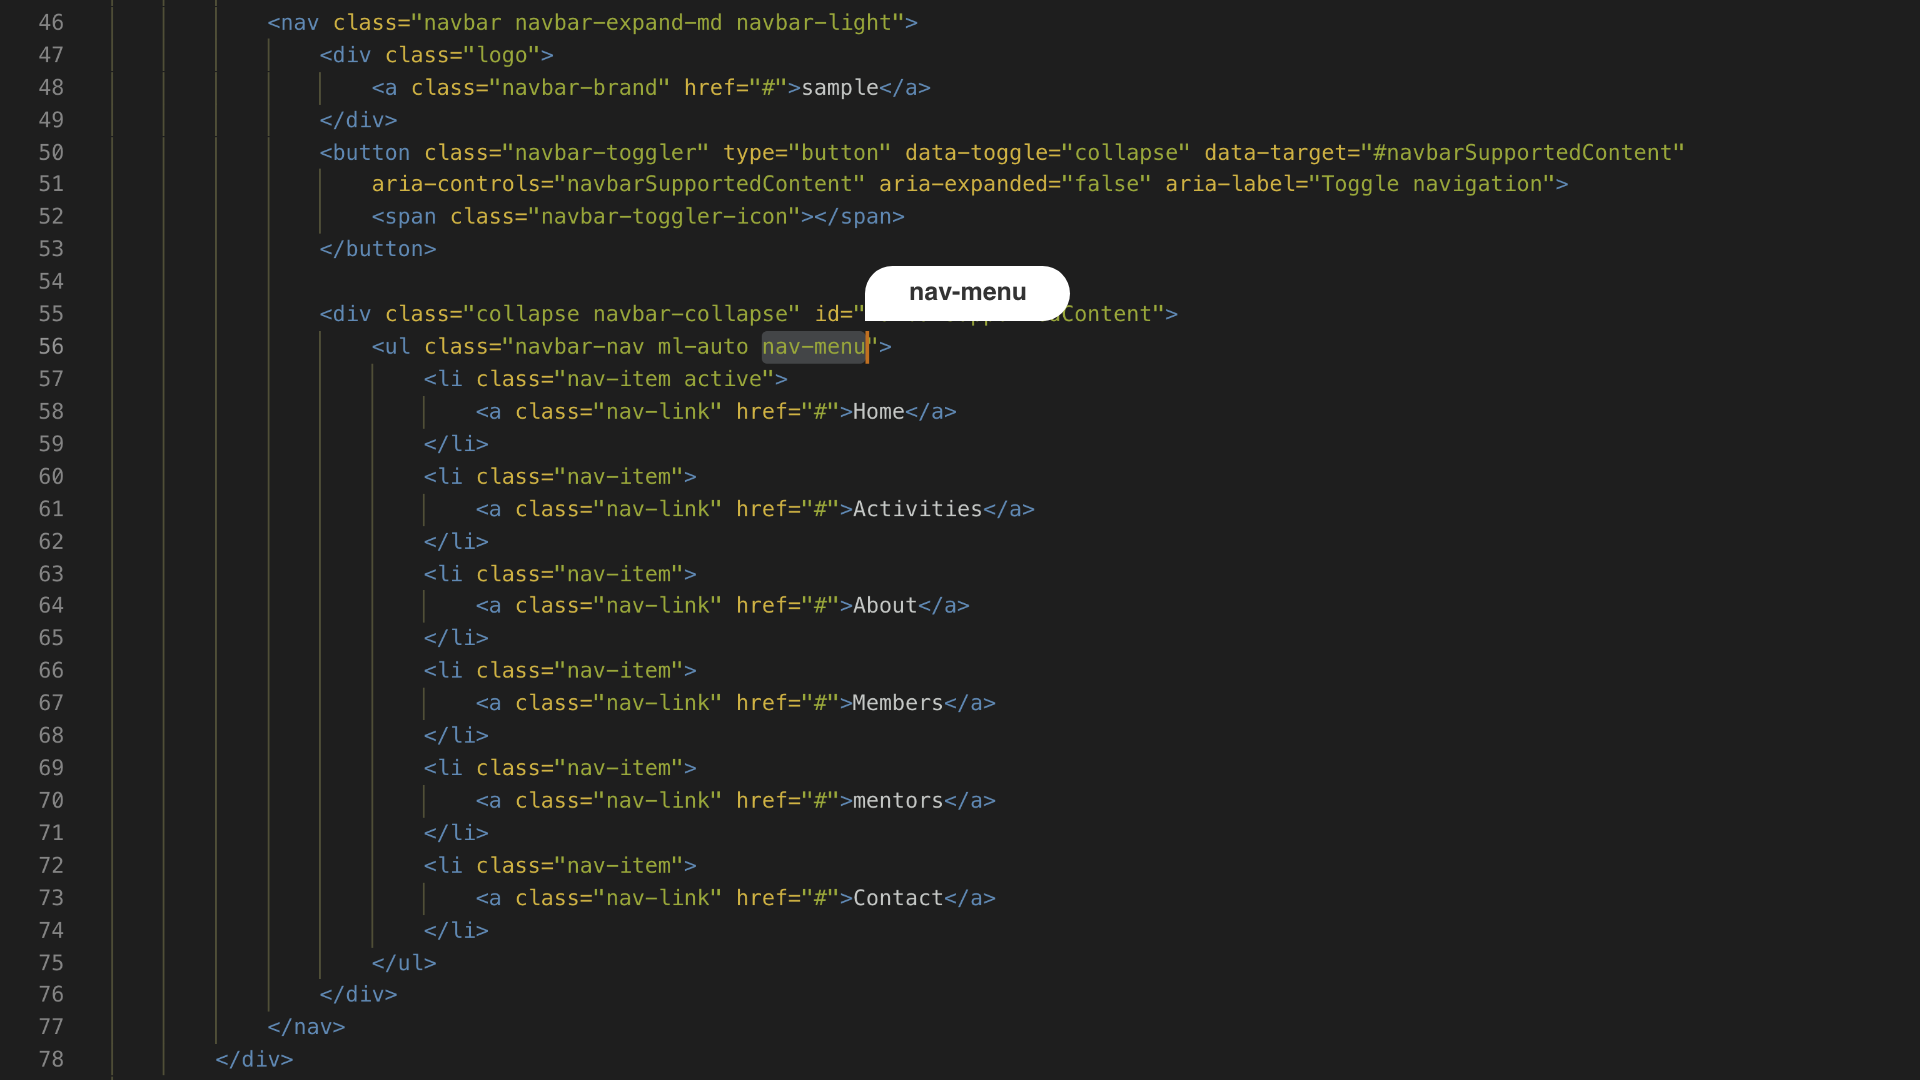 46 <nav class="navbar navbar-expand-md navbar-light">
47 <div class="logo">
48 <a class="navbar-brand" href="#">sample</a>
49 </div>
50 <button class="navbar-toggler" type="button" data-toggle="collapse" data-target="#navbarSupportedContent"
51 aria-controls="navbarSupportedContent" aria-expanded="false" aria-label="Toggle navigation">
52 <span class="navbar-toggler-icon"></span>
53 </button>
54
nav-menu
55 <div class="collapse navbar-collapse" id=" Content">
56 <ul class="navbar-nav ml-auto nav-menu">
57 <li class="nav-item active">
58 <a class="nav-link" href="#">Home</a>
59 </li>
60 <li class="nav-item">
61 <a class="nav-link" href="#">Activities</a>
62 </li>
63 <li class="nav-item">
64 <a class="nav-link" href="#">About</a>
65 </li>
66 <li class="nav-item">
67 <a class="nav-link" href="#">Members</a>
68 </li>
69 <li class="nav-item">
70 <a class="nav-link" href="#">mentors</a>
71 </li>
72 <li class="nav-item">
73 <a class="nav-link" href="#">Contact</a>
74 </li>
75 </ul>
76 </div>
77 </nav>
78 </div>